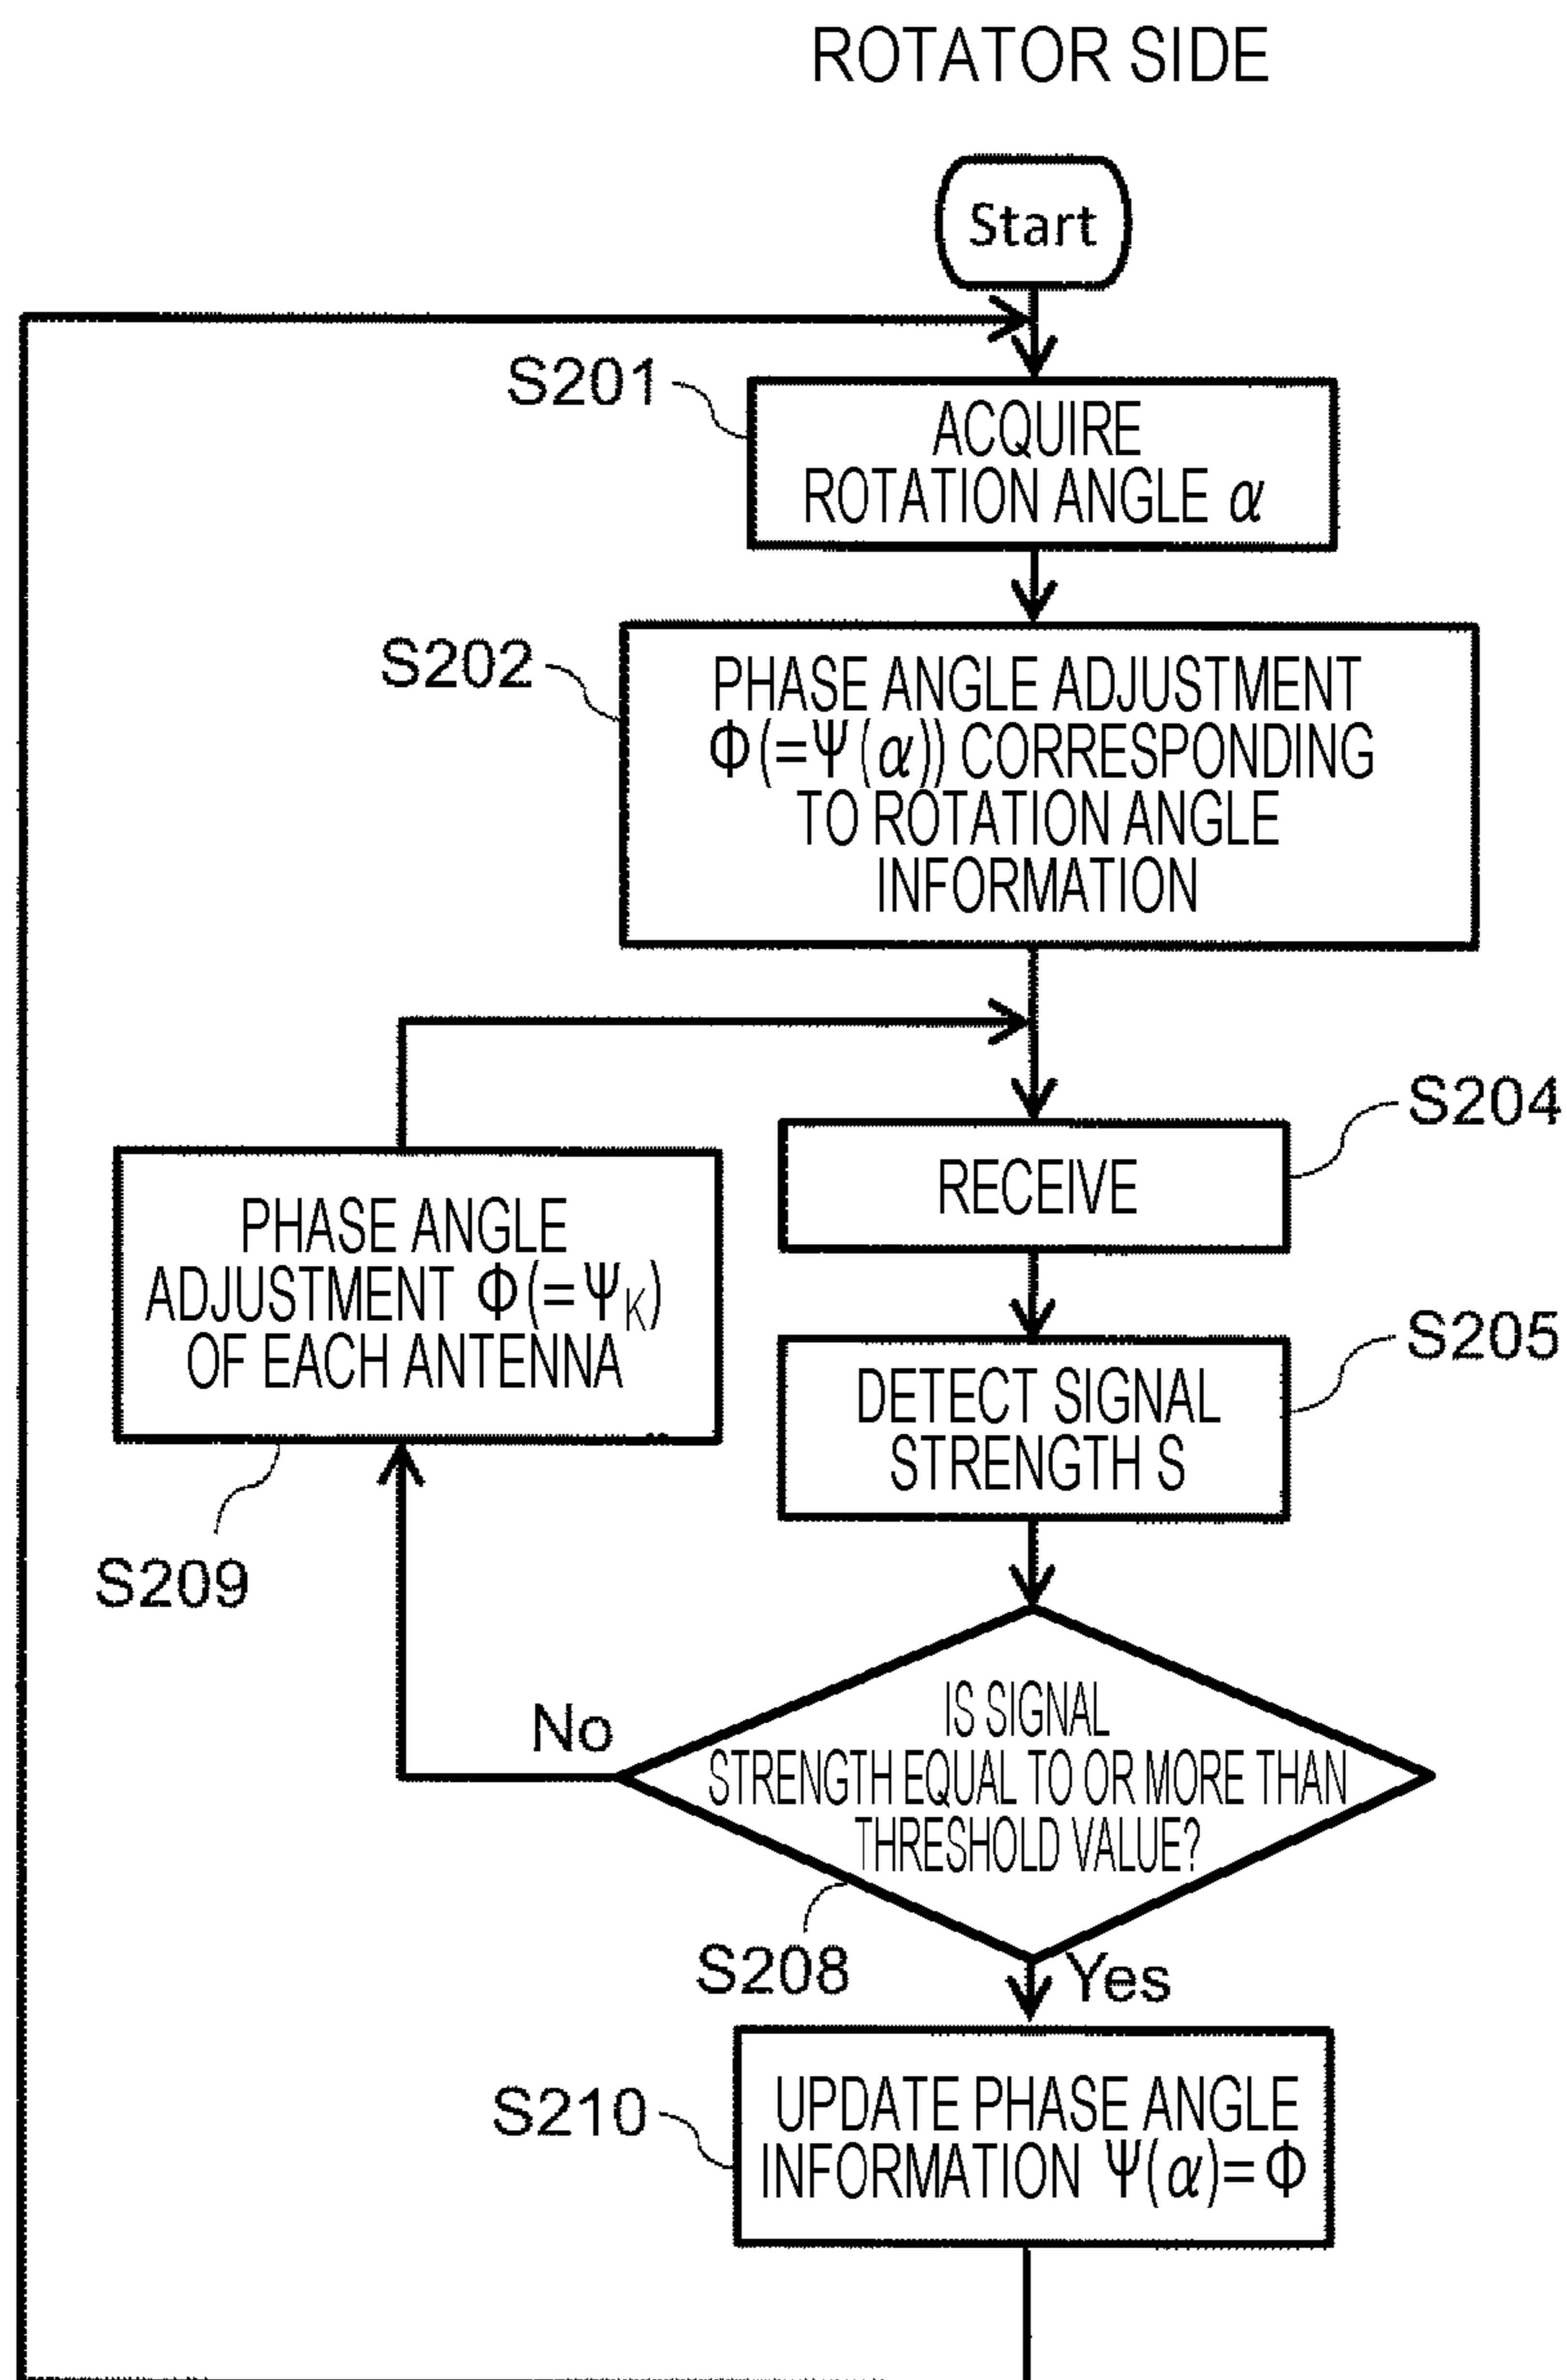 ROTATOR SIDE
Start
S201
ACQUIRE
ROTATION ANGLE α
S202
PHASE ANGLE ADJUSTMENT
Φ(=Ψ(α)) CORRESPONDING
TO ROTATION ANGLE
INFORMATION
S204
RECEIVE
PHASE ANGLE
ADJUSTMENT Φ(=ΨK)
OF EACH ANTENNA
S209
S205
DETECT SIGNAL
STRENGTH S
No
IS SIGNAL
STRENGTH EQUAL TO OR MORE THAN
THRESHOLD VALUE?
S208
Yes
S210
UPDATE PHASE ANGLE
INFORMATION Ψ(α)=Φ